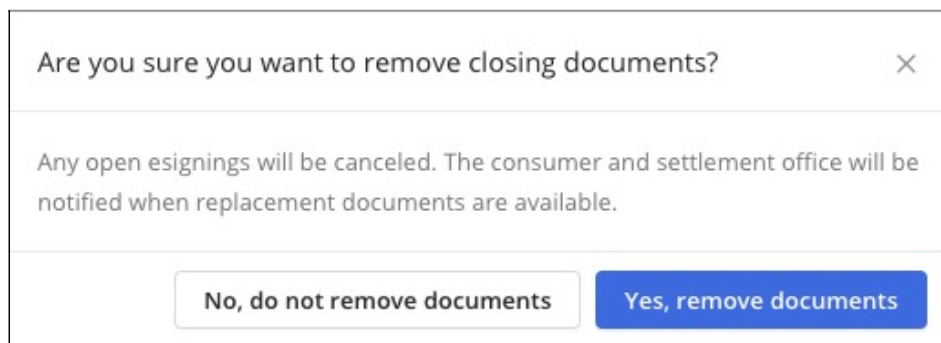 Are you sure you want to remove closing documents?
Any open esignings will be canceled. The consumer and settlement office will be
notified when replacement documents are available.
No, do not remove documents
Yes, remove documents